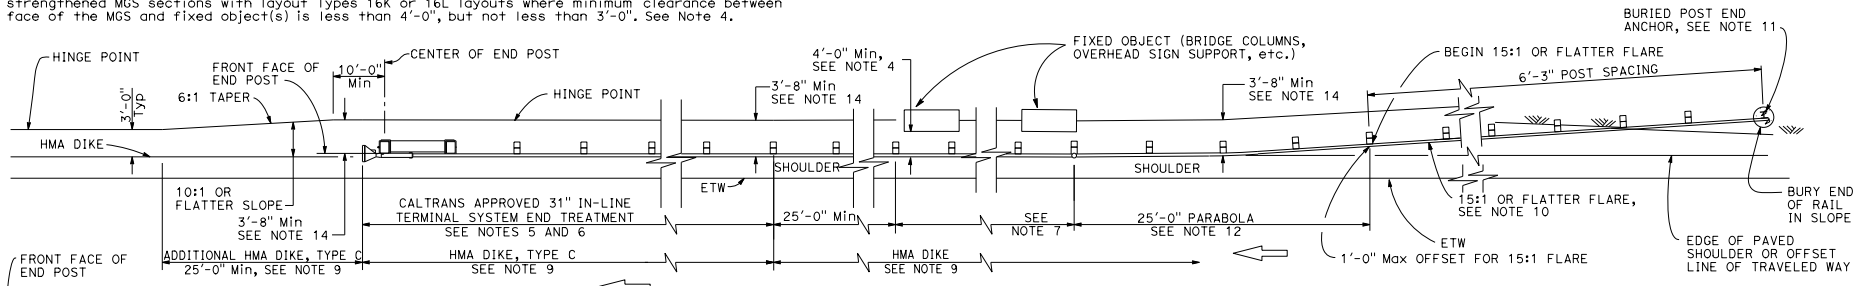 strengthened MGS sections with layout Types 16K or 16L layouts where minimum clearance between
face of the MGS and fixed object(s) is less than 4'-0", but not less than 3'-0". See Note 4.
BURIED POST END
ANCHOR, SEE NOTE 11
HINGE POINT
CENTER OF END POST
4'-0" Min,
SEE NOTE 4
FIXED OBJECT (BRIDGE COLUMNS,
OVERHEAD SIGN SUPPORT, etc.)
BEGIN 15:1 OR FLATTER FLARE
FRONT FACE OF
END POST
10'-0"
Min
6'-3" POST SPACING
6:1 TAPER
3'-0"
Typ
HINGE POINT
3'-8" Min
SEE NOTE 14
3'-8" Min
SEE NOTE 14
HMA DIKE
SHOULDER
SHOULDER
ETW
10:1 OR
FLATTER SLOPE
3'-8" Min
SEE NOTE 14
CALTRANS APPROVED 31" IN-LINE
TERMINAL SYSTEM END TREATMENT
SEE NOTES 5 AND 6
25'-0" Min
SEE
NOTE 7
25'-0" PARABOLA
SEE NOTE 12
15:1 OR FLATTER FLARE,
SEE NOTE 10
BURY END
OF RAIL
IN SLOPE
ETW
EDGE OF PAVED
SHOULDER OR OFFSET
LINE OF TRAVELED WAY
1'-0" Max OFFSET FOR 15:1 FLARE
FRONT FACE OF
END POST
ADDITIONAL HMA DIKE, TYPE C
25'-0" Min, SEE NOTE 9
HMA DIKE, TYPE C
SEE NOTE 9
HMA DIKE
SEE NOTE 9